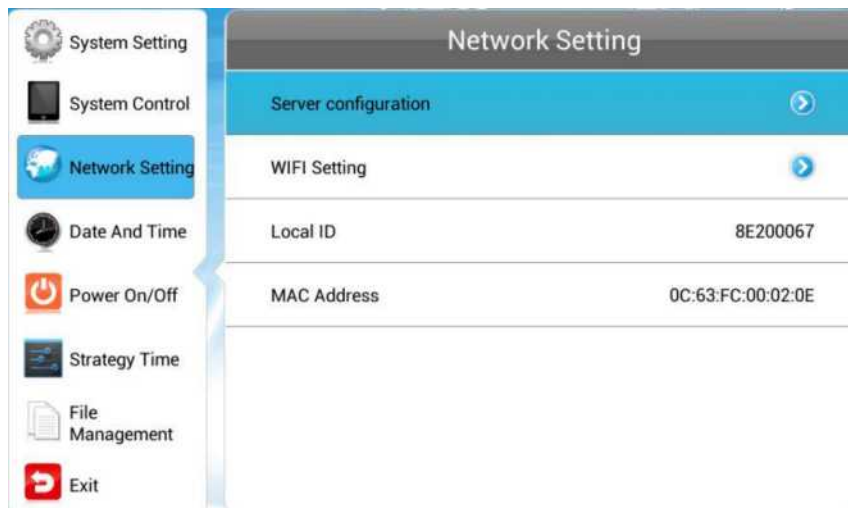 System Setting
System Control
Network Setting
Date And Time
Power On/Off
Strategy Time
File
Management
Exit
Network Setting
Server configuration
WIFI Setting
Local ID 8E200067
MAC Address 0C:63:FC:00:02:0E